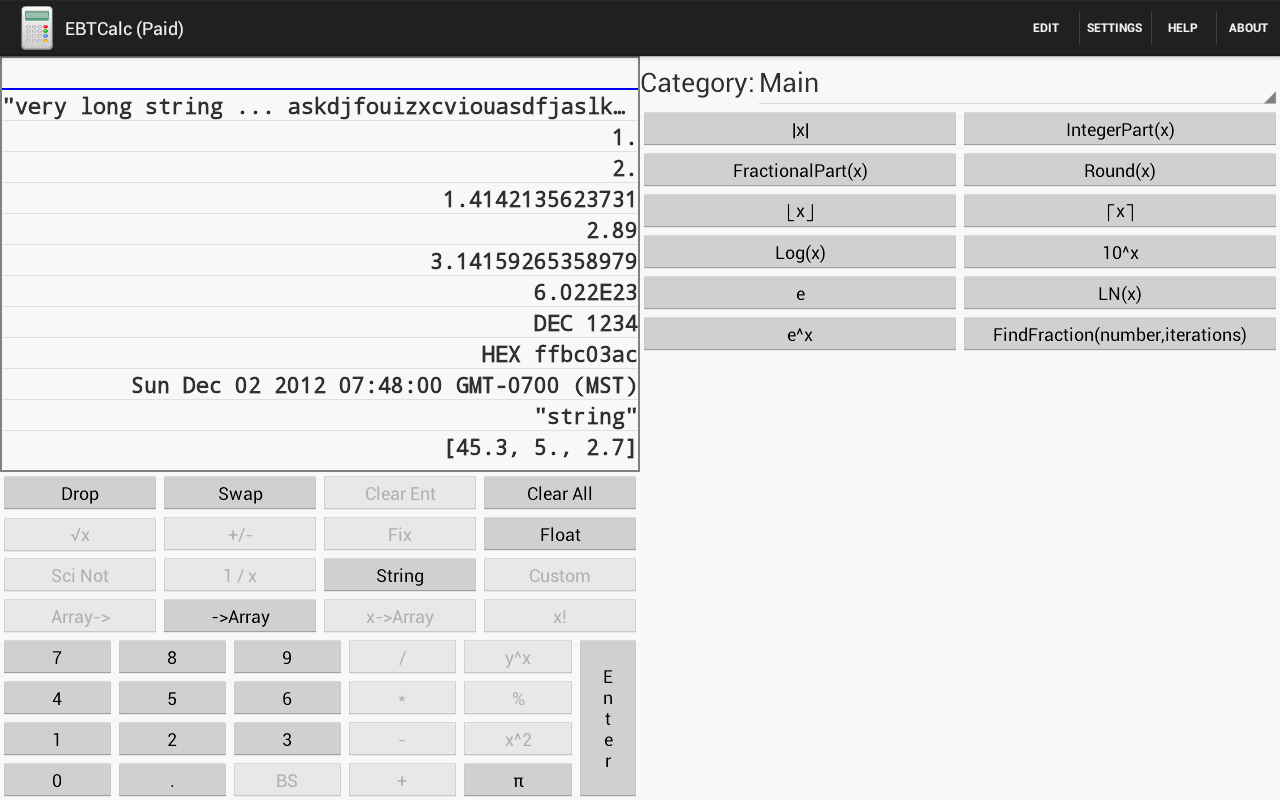 EBTCalc (Paid)
EDIT
SETTINGS
HELP
ABOUT
"very long string ... askdjfouizxcviouasdfjaslk…
1.
2.
1.4142135623731
2.89
3.14159265358979
6.022E23
DEC 1234
HEX ffbc03ac
Sun Dec 02 2012 07:48:00 GMT-0700 (MST)
"string"
[45.3, 5., 2.7]
Drop Swap Clear Ent Clear All
√x +/- Fix Float
Sci Not 1 / x String Custom
Array-> ->Array x->Array x!
7 8 9 / y^x
4 5 6 * %
1 2 3 - x^2
0 . BS + π
Enter
Category: Main
|x| IntegerPart(x)
FractionalPart(x) Round(x)
⌊x⌋ ⌈x⌉
Log(x) 10^x
e LN(x)
e^x FindFraction(number,iterations)